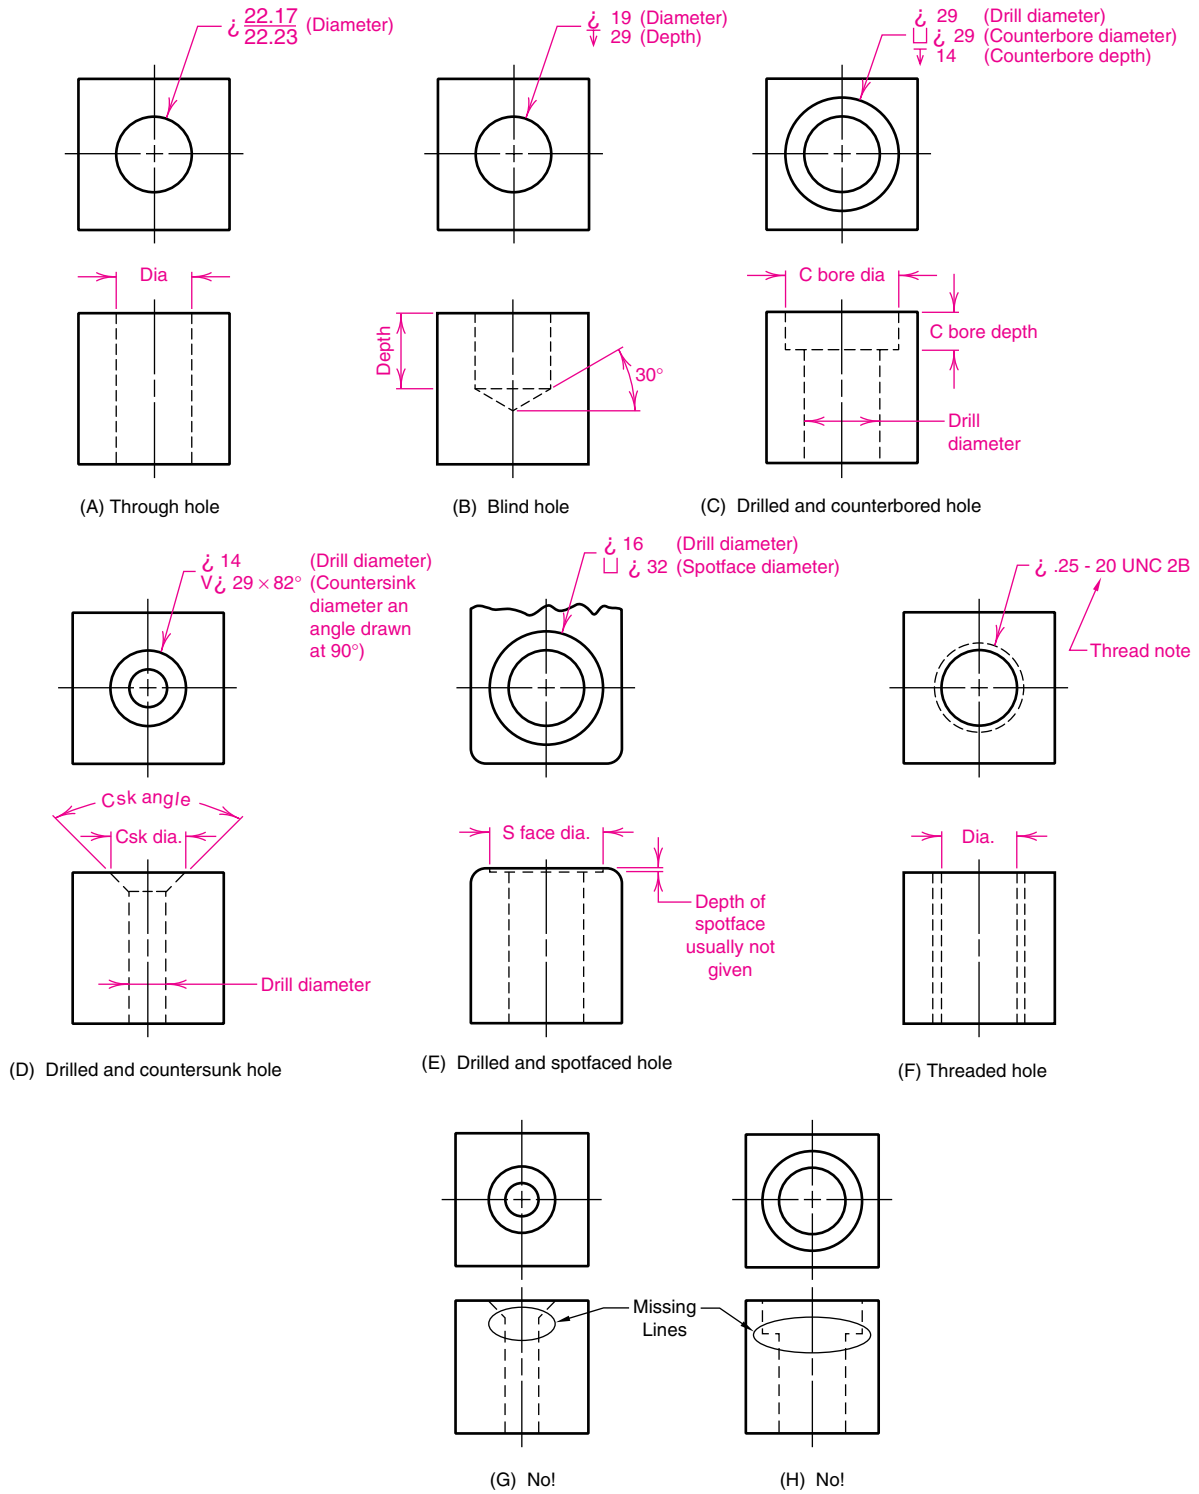 ¿ 22.17 (Diameter)
22.23
¿ 19 (Diameter)
29 (Depth)
¿ 29 (Drill diameter)
¿ 29 (Counterbore diameter)
14 (Counterbore depth)
Dia
Depth
30°
C bore dia
C bore depth
Drill
diameter
(A) Through hole
(B) Blind hole
(C) Drilled and counterbored hole
¿ 14 (Drill diameter)
V¿ 29 × 82° (Countersink
diameter an
angle drawn
at 90°)
¿ 16 (Drill diameter)
¿ 32 (Spotface diameter)
¿ .25 - 20 UNC 2B
Thread note
Csk angle
Csk dia.
Drill diameter
S face dia.
Depth of
spotface
usually not
given
Dia.
(D) Drilled and countersunk hole
(E) Drilled and spotfaced hole
(F) Threaded hole
Missing
Lines
(G) No!
(H) No!